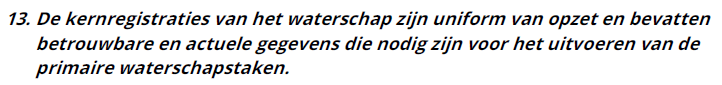 13. De kernregistraties van het waterschap zijn uniform van opzet en bevatten
betrouwbare en actuele gegevens die nodig zijn voor het uitvoeren van de
primaire waterschapstaken.